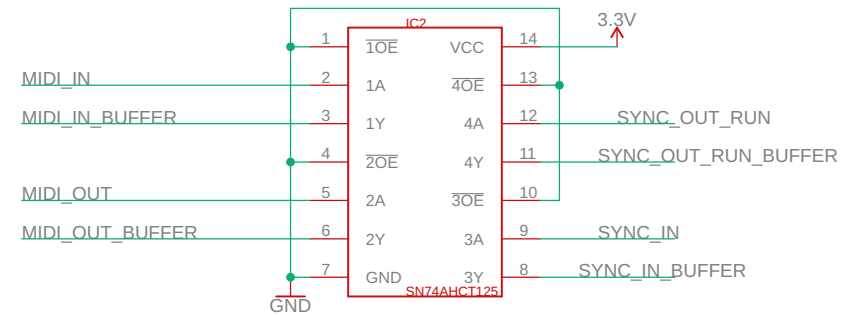 IC2
3.3V
1 1OE VCC 14
MIDI_IN 2 1A 4OE 13
MIDI_IN_BUFFER 3 1Y 4A 12 SYNC_OUT_RUN
4 2OE 4Y 11 SYNC_OUT_RUN_BUFFER
MIDI_OUT 5 2A 3OE 10
MIDI_OUT_BUFFER 6 2Y 3A 9 SYNC_IN
7 GND 3Y 8 SYNC_IN_BUFFER
SN74AHCT125
GND